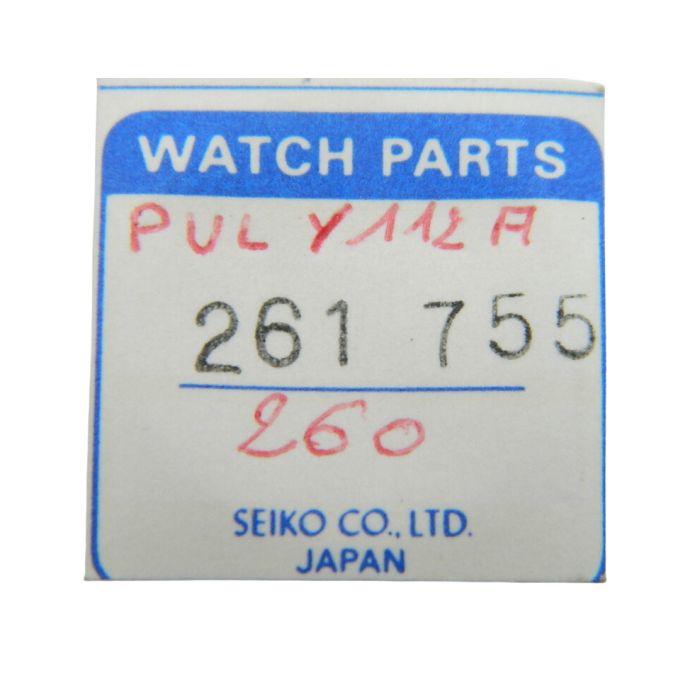 WATCH PARTS
PUL Y112A
261 755
260
SEIKO CO., LTD.
JAPAN